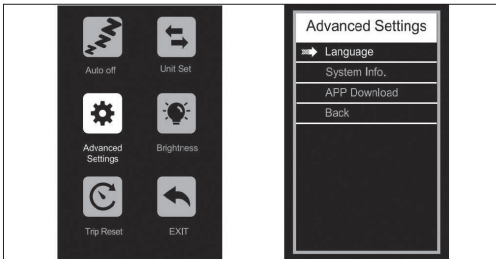 Auto off
Unit Set
Advanced
Settings
Brightness
Trip Reset
EXIT
Advanced Settings
Language
System Info.
APP Download
Back